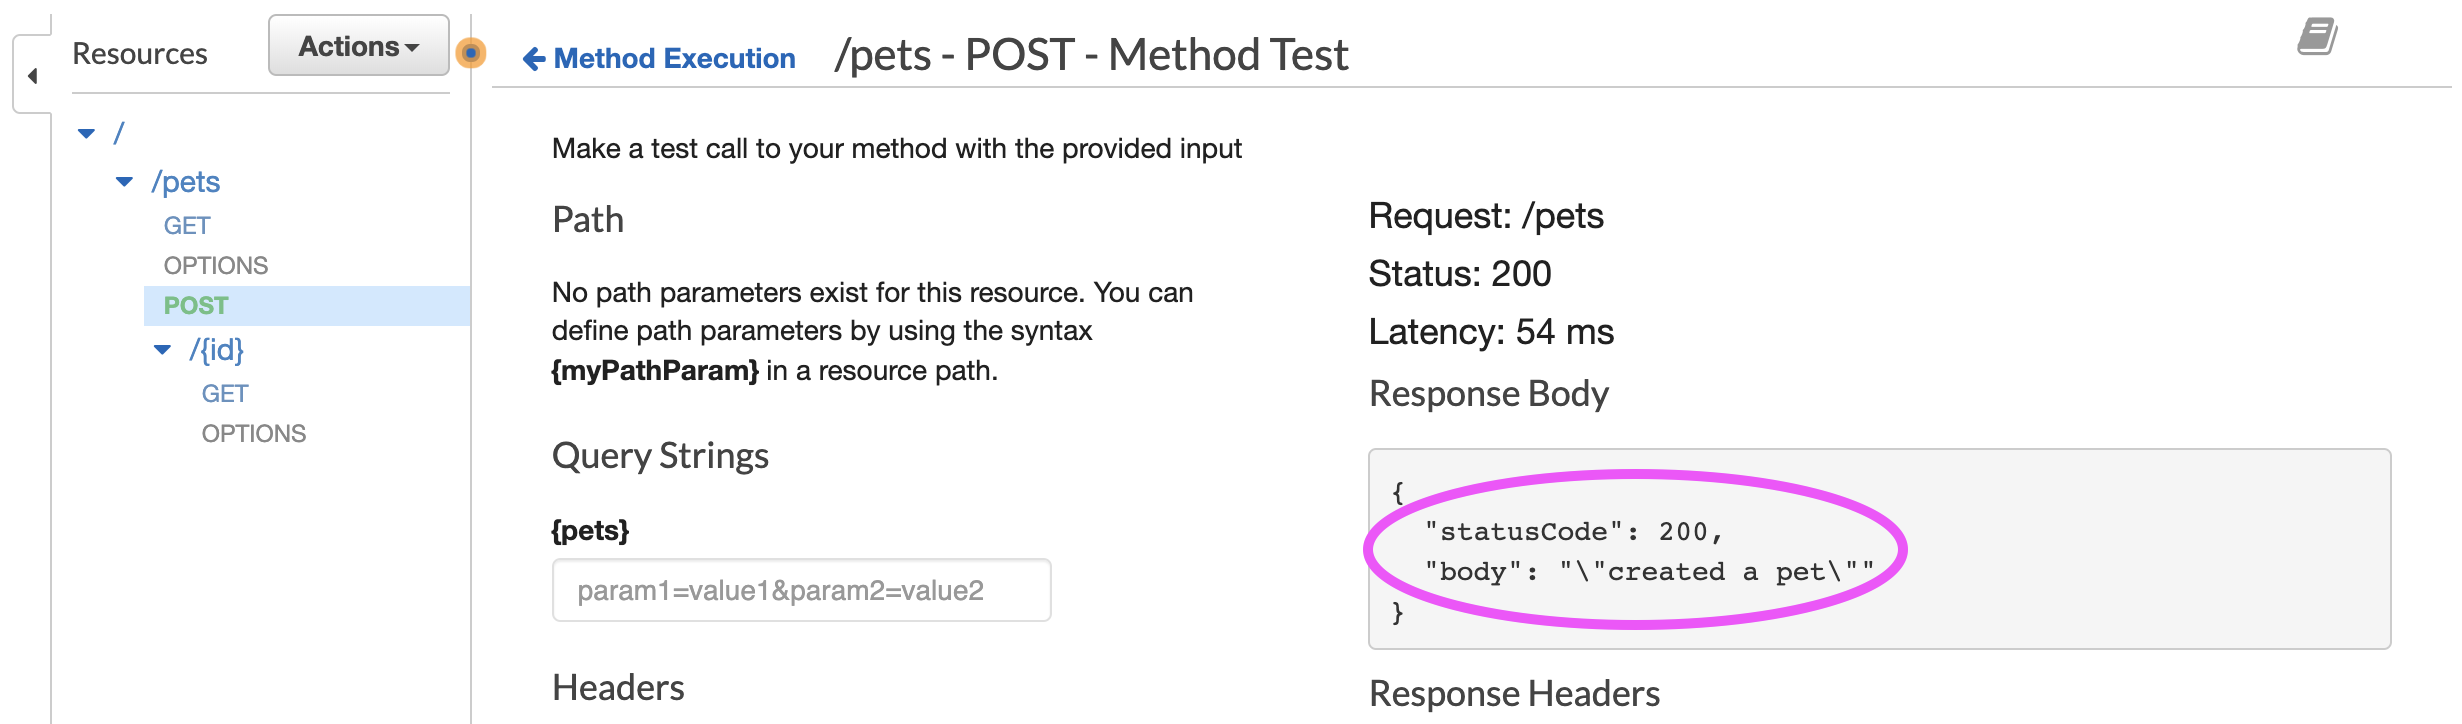 Resources
Actions
/
/pets
GET
OPTIONS
POST
/{id}
GET
OPTIONS
Method Execution
/pets - POST - Method Test
Make a test call to your method with the provided input
Path
No path parameters exist for this resource. You can
define path parameters by using the syntax
{myPathParam} in a resource path.
Query Strings
{pets}
param1=value1&param2=value2
Headers
Request: /pets
Status: 200
Latency: 54 ms
Response Body
{
"statusCode": 200,
"body": "\"created a pet\""
}
Response Headers